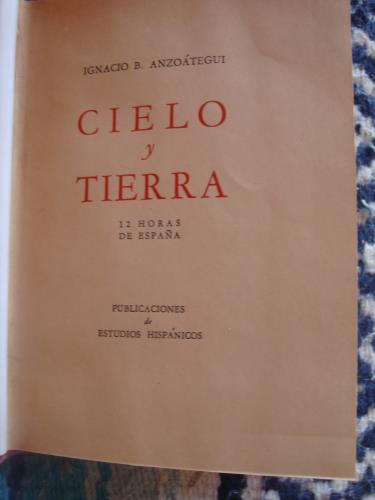 IGNACIO B. ANZOÁTEGUI
CIELO
y
TIERRA
12 HORAS
DE ESPAÑA
PUBLICACIONES
de
ESTUDIOS HISPÁNICOS